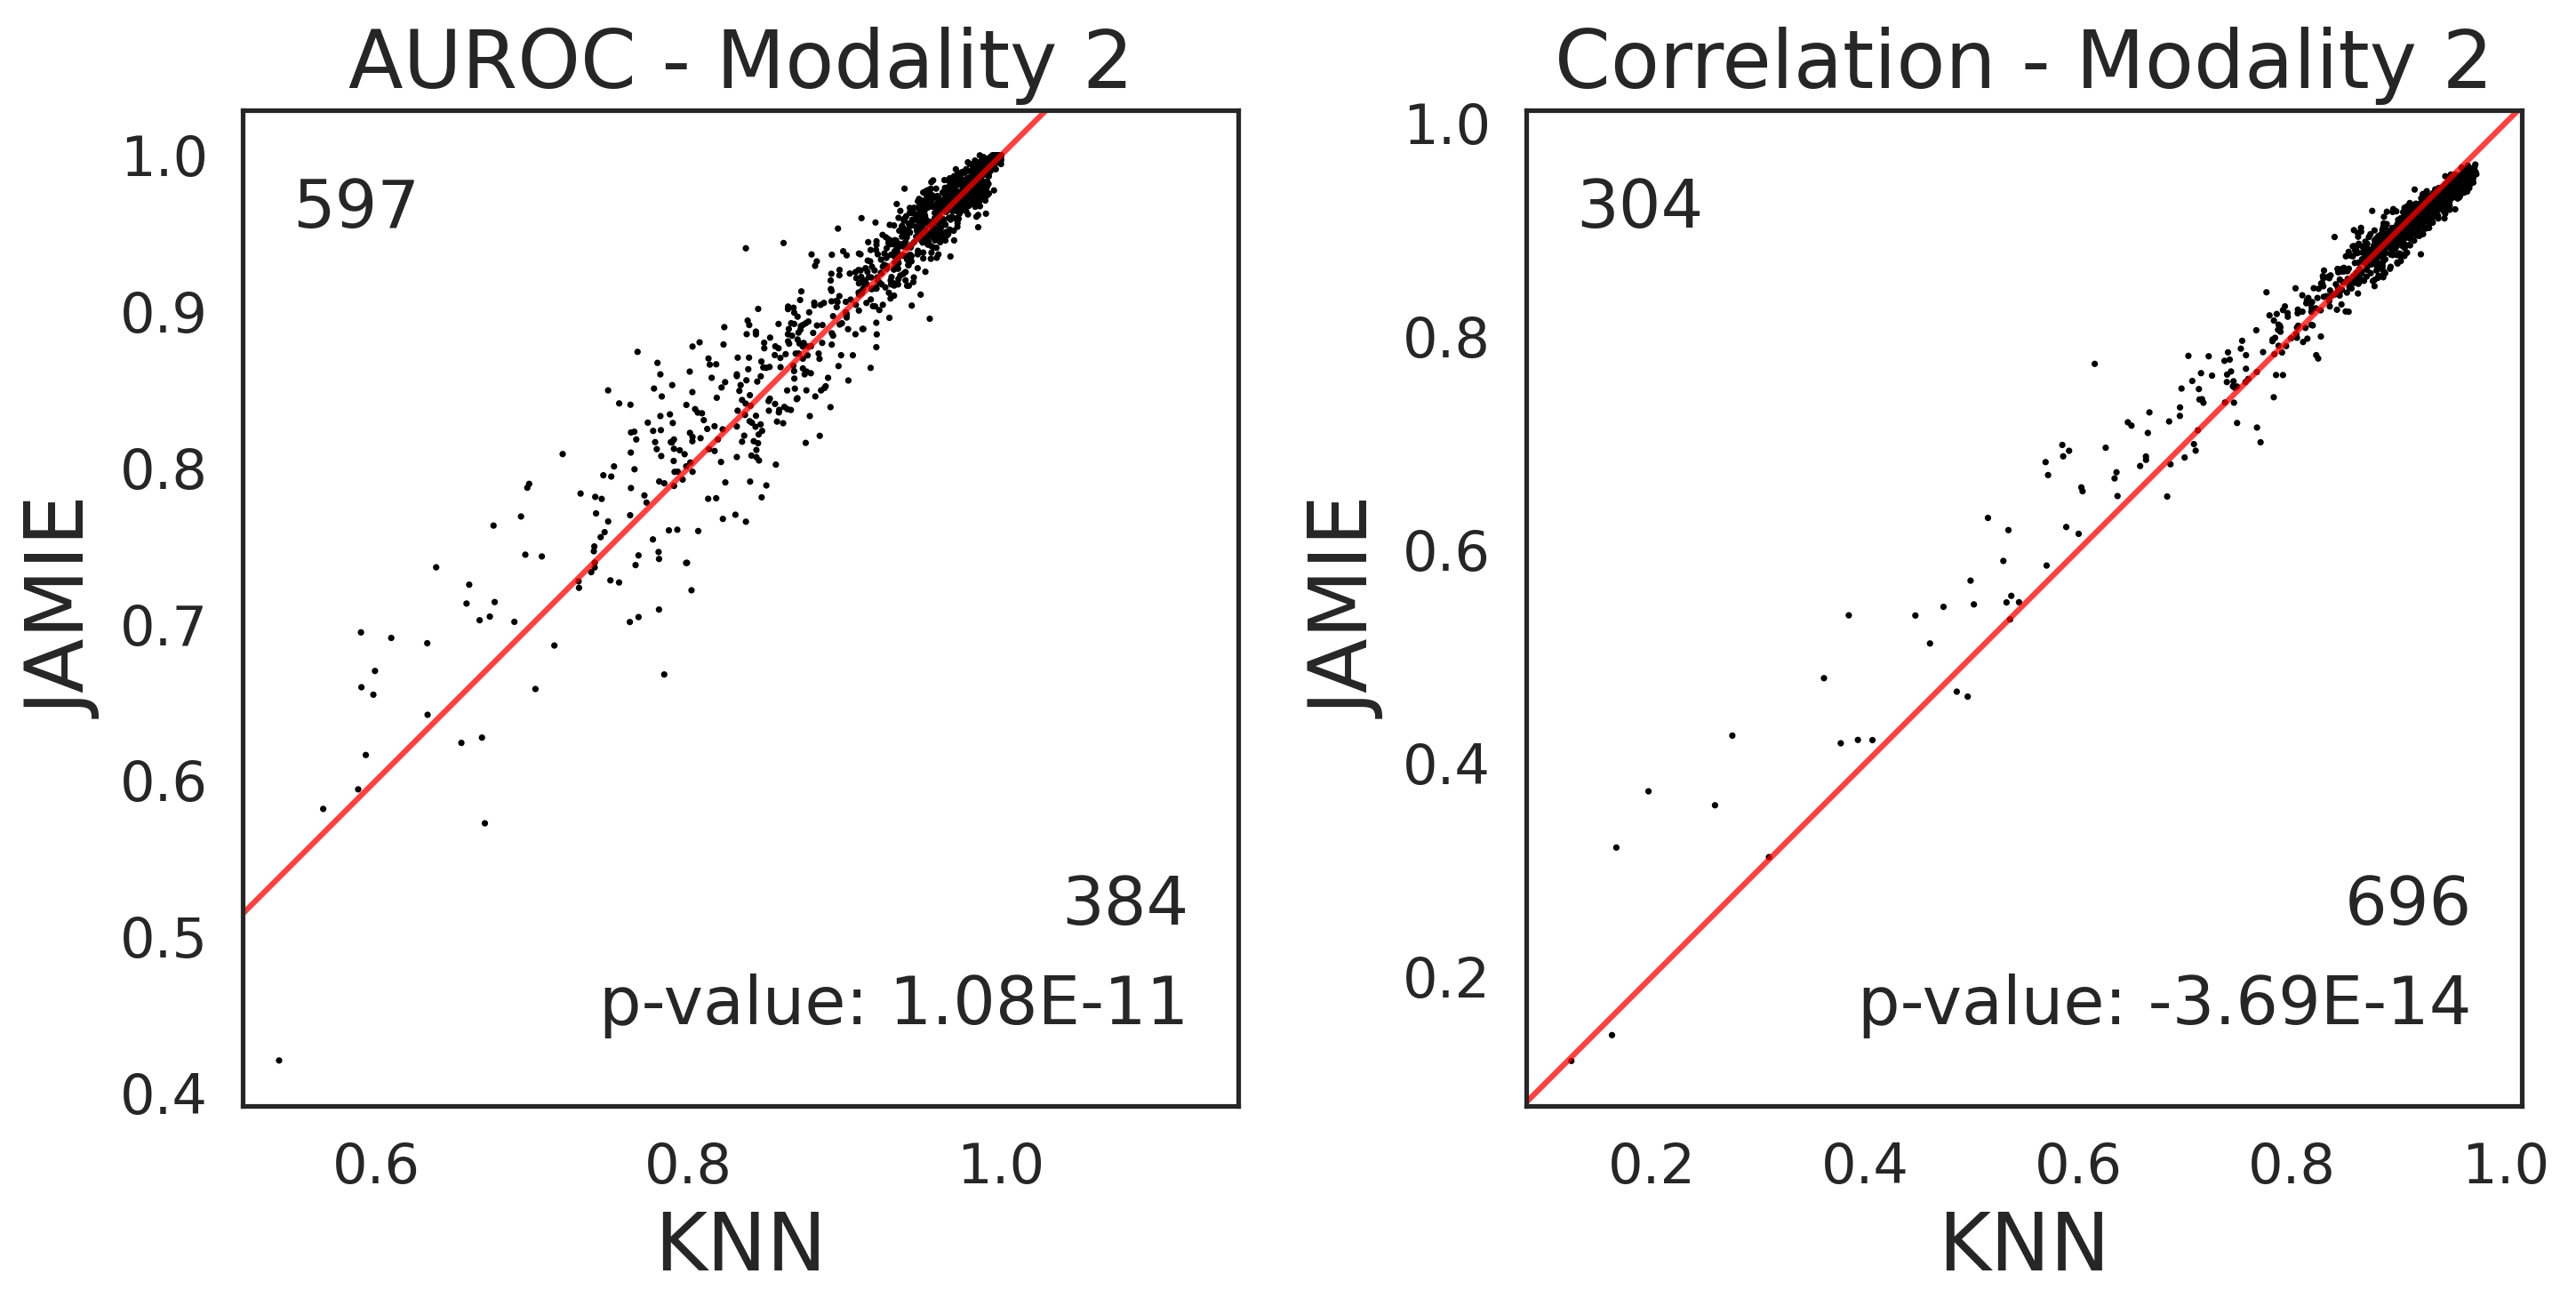 AUROC - Modality 2
1.0
0.9
0.8
0.7
0.6
0.5
0.4
JAMIE
597
384
p-value: 1.08E-11
0.6 0.8 1.0
KNN
Correlation - Modality 2
1.0
0.8
0.6
0.4
0.2
JAMIE
304
696
p-value: -3.69E-14
0.2 0.4 0.6 0.8 1.0
KNN